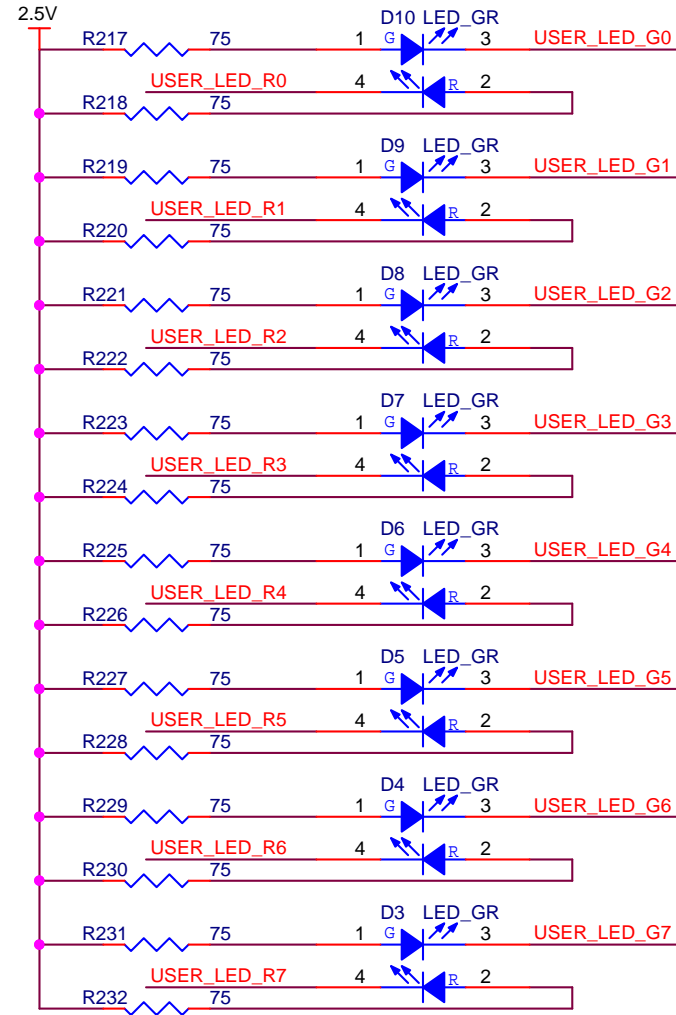 2.5V
D10 LED_GR
R217 75 1 G 3 USER_LED_G0
USER_LED_R0 4 R 2
R218 75
D9 LED_GR
R219 75 1 G 3 USER_LED_G1
USER_LED_R1 4 R 2
R220 75
D8 LED_GR
R221 75 1 G 3 USER_LED_G2
USER_LED_R2 4 R 2
R222 75
D7 LED_GR
R223 75 1 G 3 USER_LED_G3
USER_LED_R3 4 R 2
R224 75
D6 LED_GR
R225 75 1 G 3 USER_LED_G4
USER_LED_R4 4 R 2
R226 75
D5 LED_GR
R227 75 1 G 3 USER_LED_G5
USER_LED_R5 4 R 2
R228 75
D4 LED_GR
R229 75 1 G 3 USER_LED_G6
USER_LED_R6 4 R 2
R230 75
D3 LED_GR
R231 75 1 G 3 USER_LED_G7
USER_LED_R7 4 R 2
R232 75